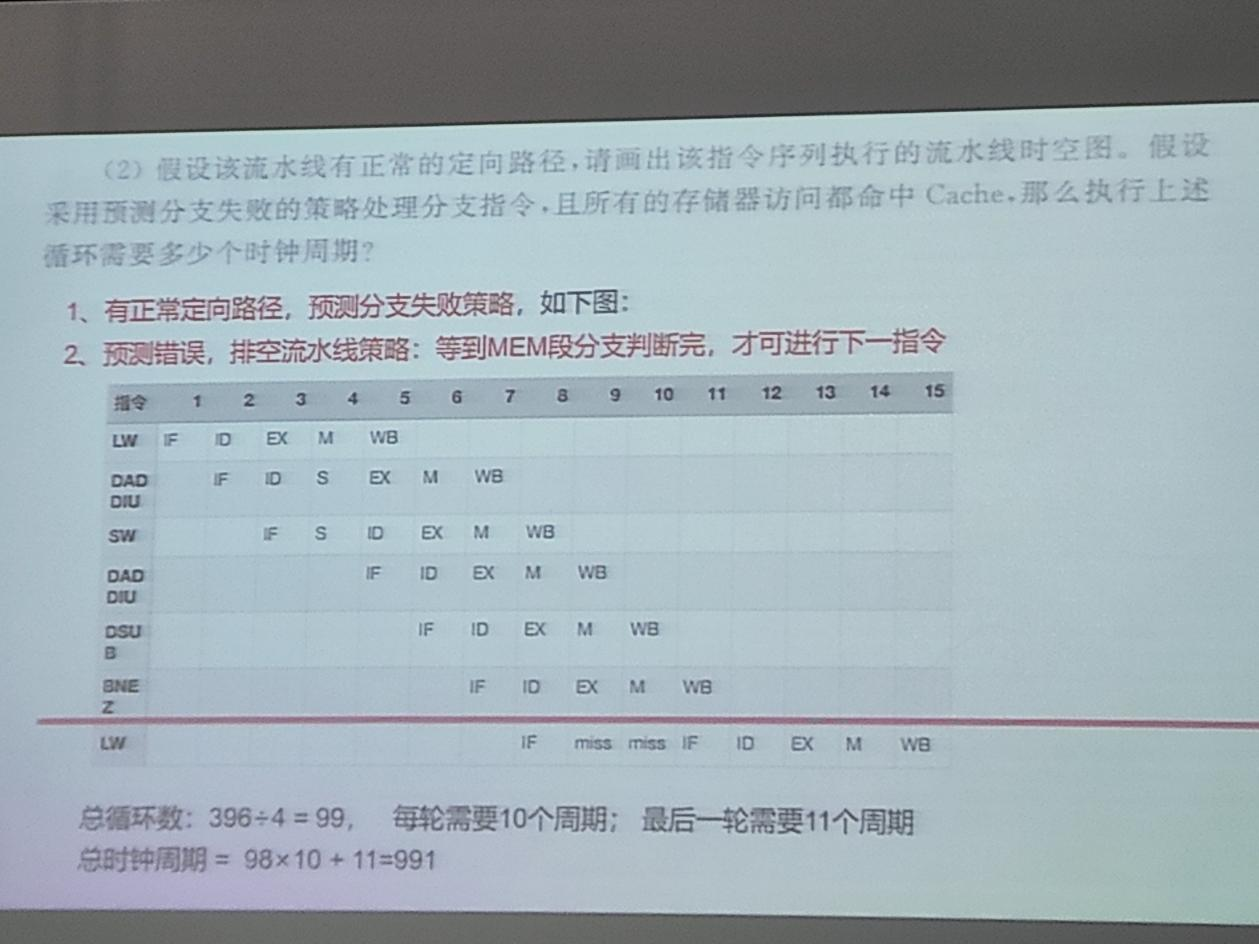 (2) 假设该流水线有正常的定向路径,请画出该指令序列执行的流水线时空图。假设
采用预测分支失败的策略处理分支指令,且所有的存储器访问都命中 Cache,那么执行上述
循环需要多少个时钟周期?
1、有正常定向路径，预测分支失败策略，如下图：
2、预测错误，排空流水线策略：等到MEM段分支判断完，才可进行下一指令
指令 1 2 3 4 5 6 7 8 9 10 11 12 13 14 15
LW IF ID EX M WB
DAD IF ID S EX M WB
DIU
SW IF S ID EX M WB
DAD IF ID EX M WB
DIU
DSU IF ID EX M WB
B
BNE IF ID EX M WB
Z
LW IF miss miss IF ID EX M WB
总循环数：396÷4 = 99， 每轮需要10个周期； 最后一轮需要11个周期
总时钟周期 = 98×10 + 11=991